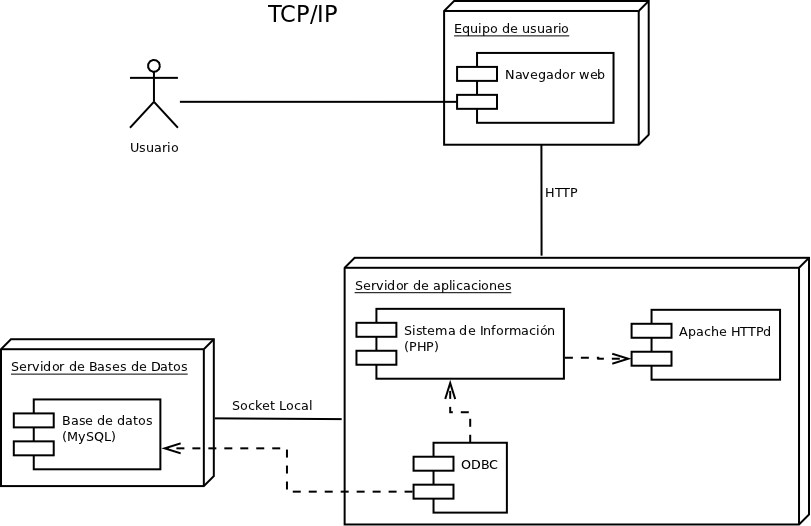 TCP/IP
Equipo de usuario
Navegador web
Usuario
HTTP
Servidor de aplicaciones
Sistema de Información
(PHP)
Apache HTTPd
Servidor de Bases de Datos
Socket Local
Base de datos
(MySQL)
ODBC